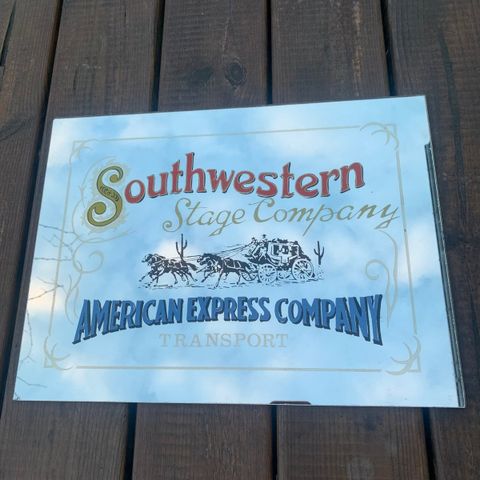 Southwestern
Stage Company
AMERICAN EXPRESS COMPANY
TRANSPORT